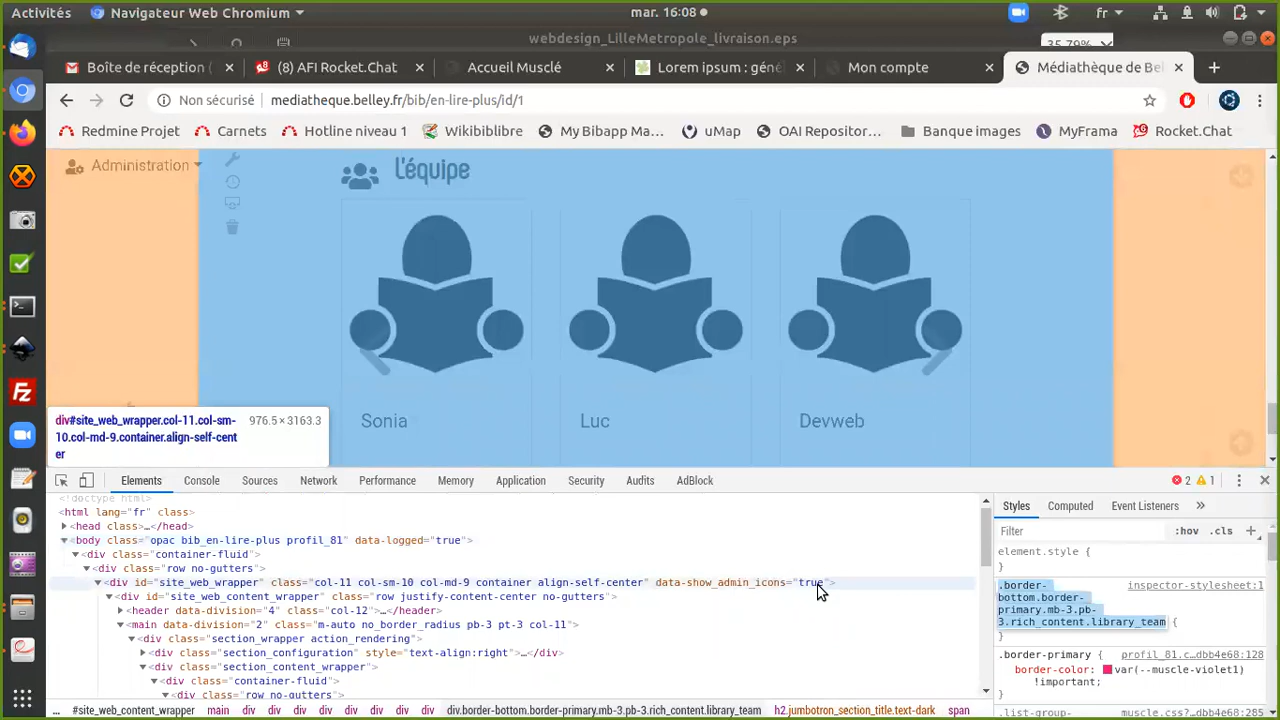 Activités Navigateur Web Chromium mar. 16:08 fr
webdesign_LilleMetropole_livraison.eps 35,79%
Boîte de réception ( (8) AFI Rocket.Chat Accueil Musclé Lorem ipsum : géné Mon compte Médiathèque de Bel
Non sécurisé mediatheque.belley.fr/bib/en-lire-plus/id/1
Redmine Projet Carnets Hotline niveau 1 Wikibiblibre My Bibapp Ma... uMap OAI Repositor... Banque images MyFrama Rocket.Chat
Administration
L'équipe
Sonia Luc Devweb
div#site_web_wrapper.col-11.col-sm- 976.5 × 3163.3
10.col-md-9.container.align-self-cent
er
Elements Console Sources Network Performance Memory Application Security Audits AdBlock 2 1
<!doctype html>
<html lang="fr" class>
<head class>…</head>
<body class="opac bib_en-lire-plus profil_81" data-logged="true">
<div class="container-fluid">
<div class="row no-gutters">
<div id="site_web_wrapper" class="col-11 col-sm-10 col-md-9 container align-self-center" data-show_admin_icons="true">
<div id="site_web_content_wrapper" class="row justify-content-center no-gutters">
<header data-division="4" class="col-12">…</header>
<main data-division="2" class="m-auto no_border_radius pb-3 pt-3 col-11">
<div class="section_wrapper action_rendering">
<div class="section_configuration" style="text-align:right">…</div>
<div class="section_content_wrapper">
<div class="container-fluid">
<div class="row no-gutters">
… #site_web_content_wrapper main div div div div div div div.border-bottom.border-primary.mb-3.pb-3.rich_content.library_team h2.jumbotron_section_title.text-dark span
Styles Computed Event Listeners »
Filter :hov .cls +
element.style {
}
.border- inspector-stylesheet:1
bottom.border-
primary.mb-3.pb-
3.rich_content.library_team {
}
.border-primary { profil_81.c…dbb4e68:128
border-color: var(--muscle-violet1)
!important;
}
.list-group- muscle.css?…dbb4e68:285